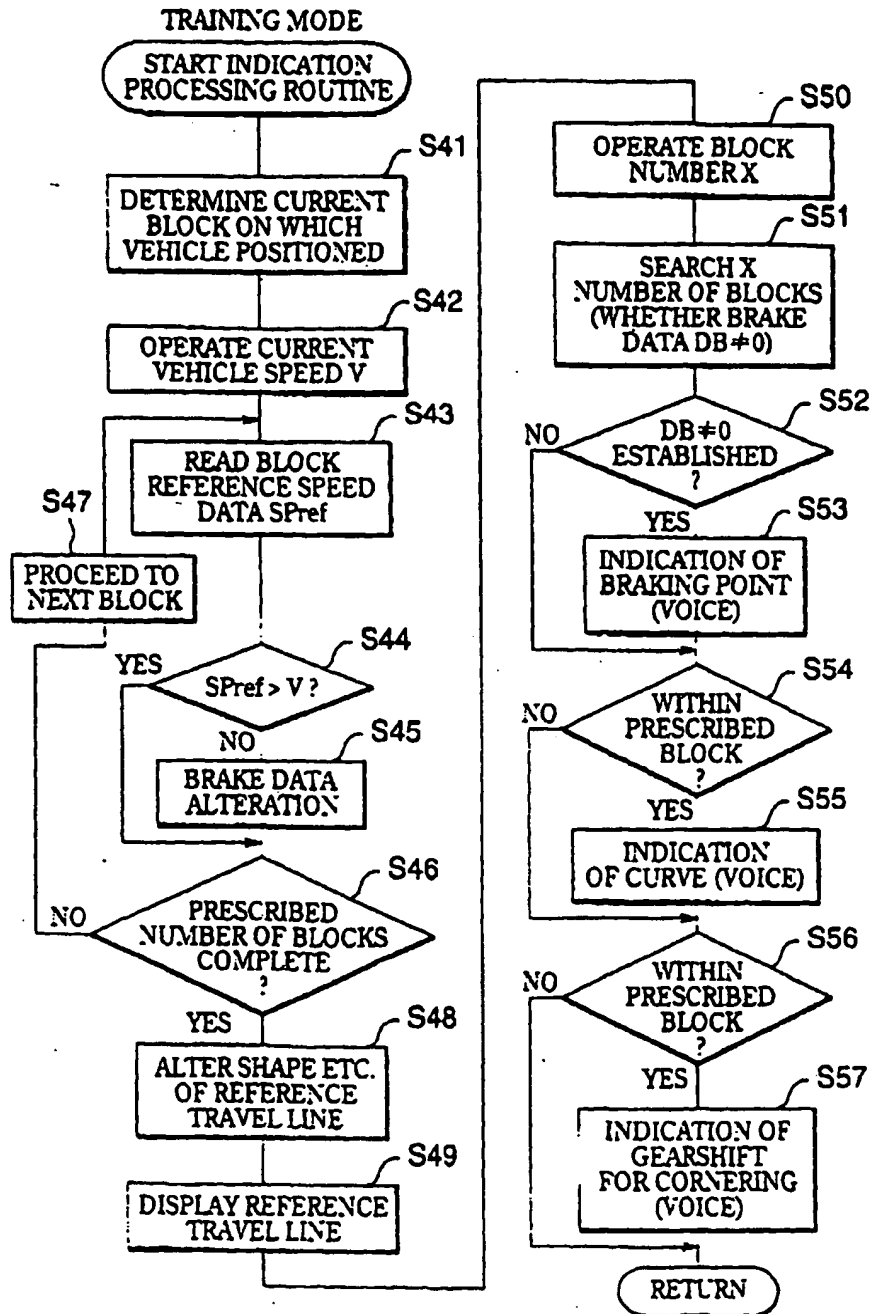 TRAINING MODE
START INDICATION
PROCESSING ROUTINE
S41
DETERMINE CURRENT
BLOCK ON WHICH
VEHICLE POSITIONED
S42
OPERATE CURRENT
VEHICLE SPEED V
S43
READ BLOCK
REFERENCE SPEED
DATA SPref
S47
PROCEED TO
NEXT BLOCK
S44
YES
SPref > V ?
NO
S45
BRAKE DATA
ALTERATION
S46
NO
PRESCRIBED
NUMBER OF BLOCKS
COMPLETE
?
YES
S48
ALTER SHAPE ETC.
OF REFERENCE
TRAVEL LINE
S49
DISPLAY REFERENCE
TRAVEL LINE
S50
OPERATE BLOCK
NUMBER X
S51
SEARCH X
NUMBER OF BLOCKS
(WHETHER BRAKE
DATA DB≠0)
S52
NO
DB≠0
ESTABLISHED
?
YES
S53
INDICATION OF
BRAKING POINT
(VOICE)
S54
NO
WITHIN
PRESCRIBED
BLOCK
?
YES
S55
INDICATION
OF CURVE (VOICE)
S56
NO
WITHIN
PRESCRIBED
BLOCK
?
YES
S57
INDICATION OF
GEARSHIFT
FOR CORNERING
(VOICE)
RETURN